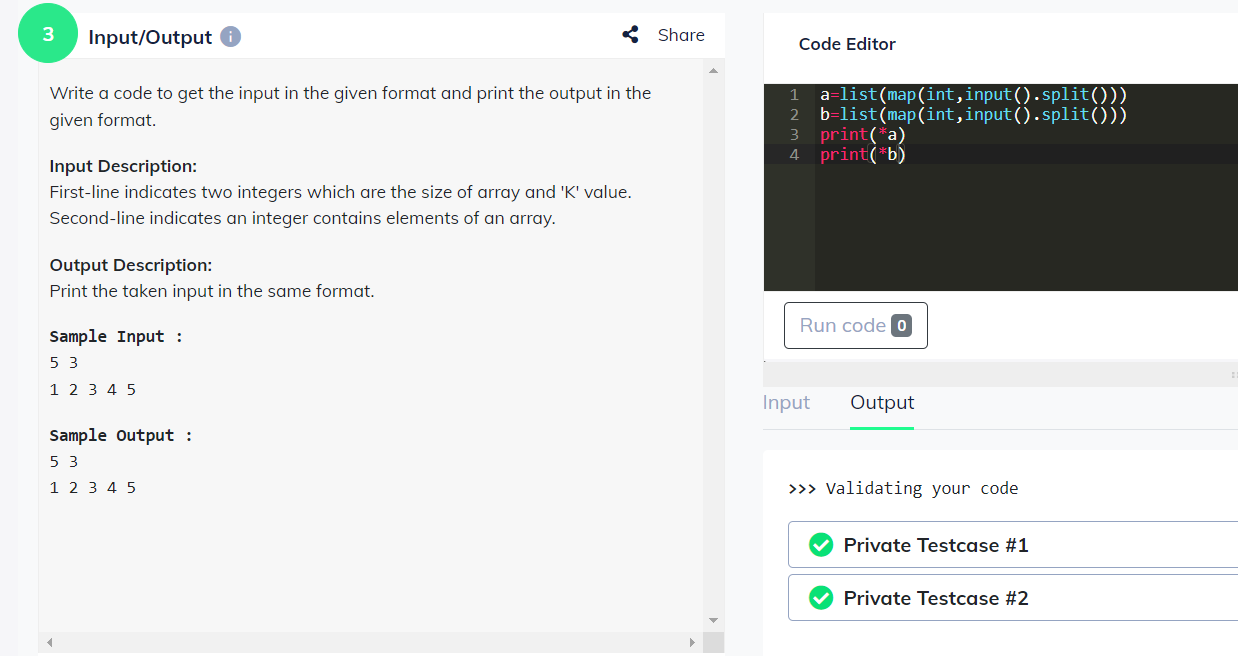 3
Input/Output i
Share
Write a code to get the input in the given format and print the output in the
given format.
Input Description:
First-line indicates two integers which are the size of array and 'K' value.
Second-line indicates an integer contains elements of an array.
Output Description:
Print the taken input in the same format.
Sample Input :
5 3
1 2 3 4 5
Sample Output :
5 3
1 2 3 4 5
Code Editor
1 a=list(map(int,input().split()))
2 b=list(map(int,input().split()))
3 print(*a)
4 print(*b)
Run code 0
Input Output
>>> Validating your code
Private Testcase #1
Private Testcase #2